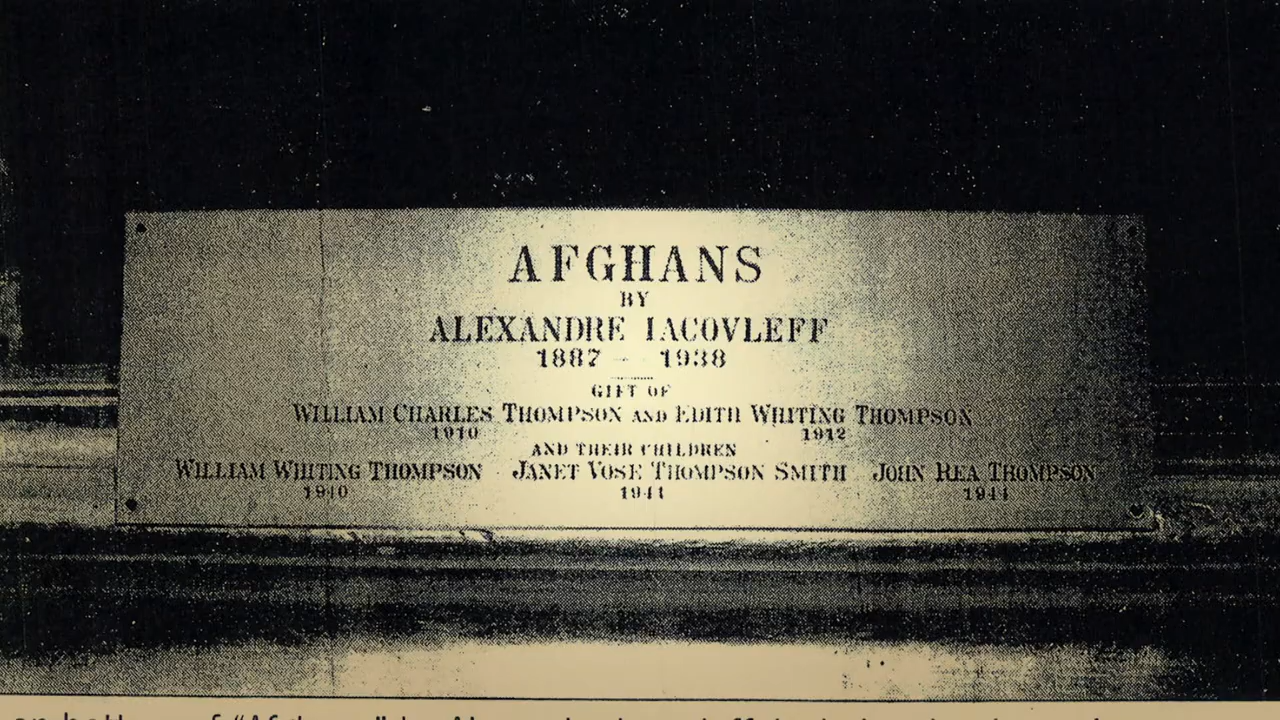 AFGHANS
BY
ALEXANDRE IACOVLEFF
1887 - 1938
GIFT OF
WILLIAM CHARLES THOMPSON AND EDITH WHITING THOMPSON
1910 1912
AND THEIR CHILDREN
WILLIAM WHITING THOMPSON JANET VOSE THOMPSON SMITH JOHN REA THOMPSON
1940 1941 1944